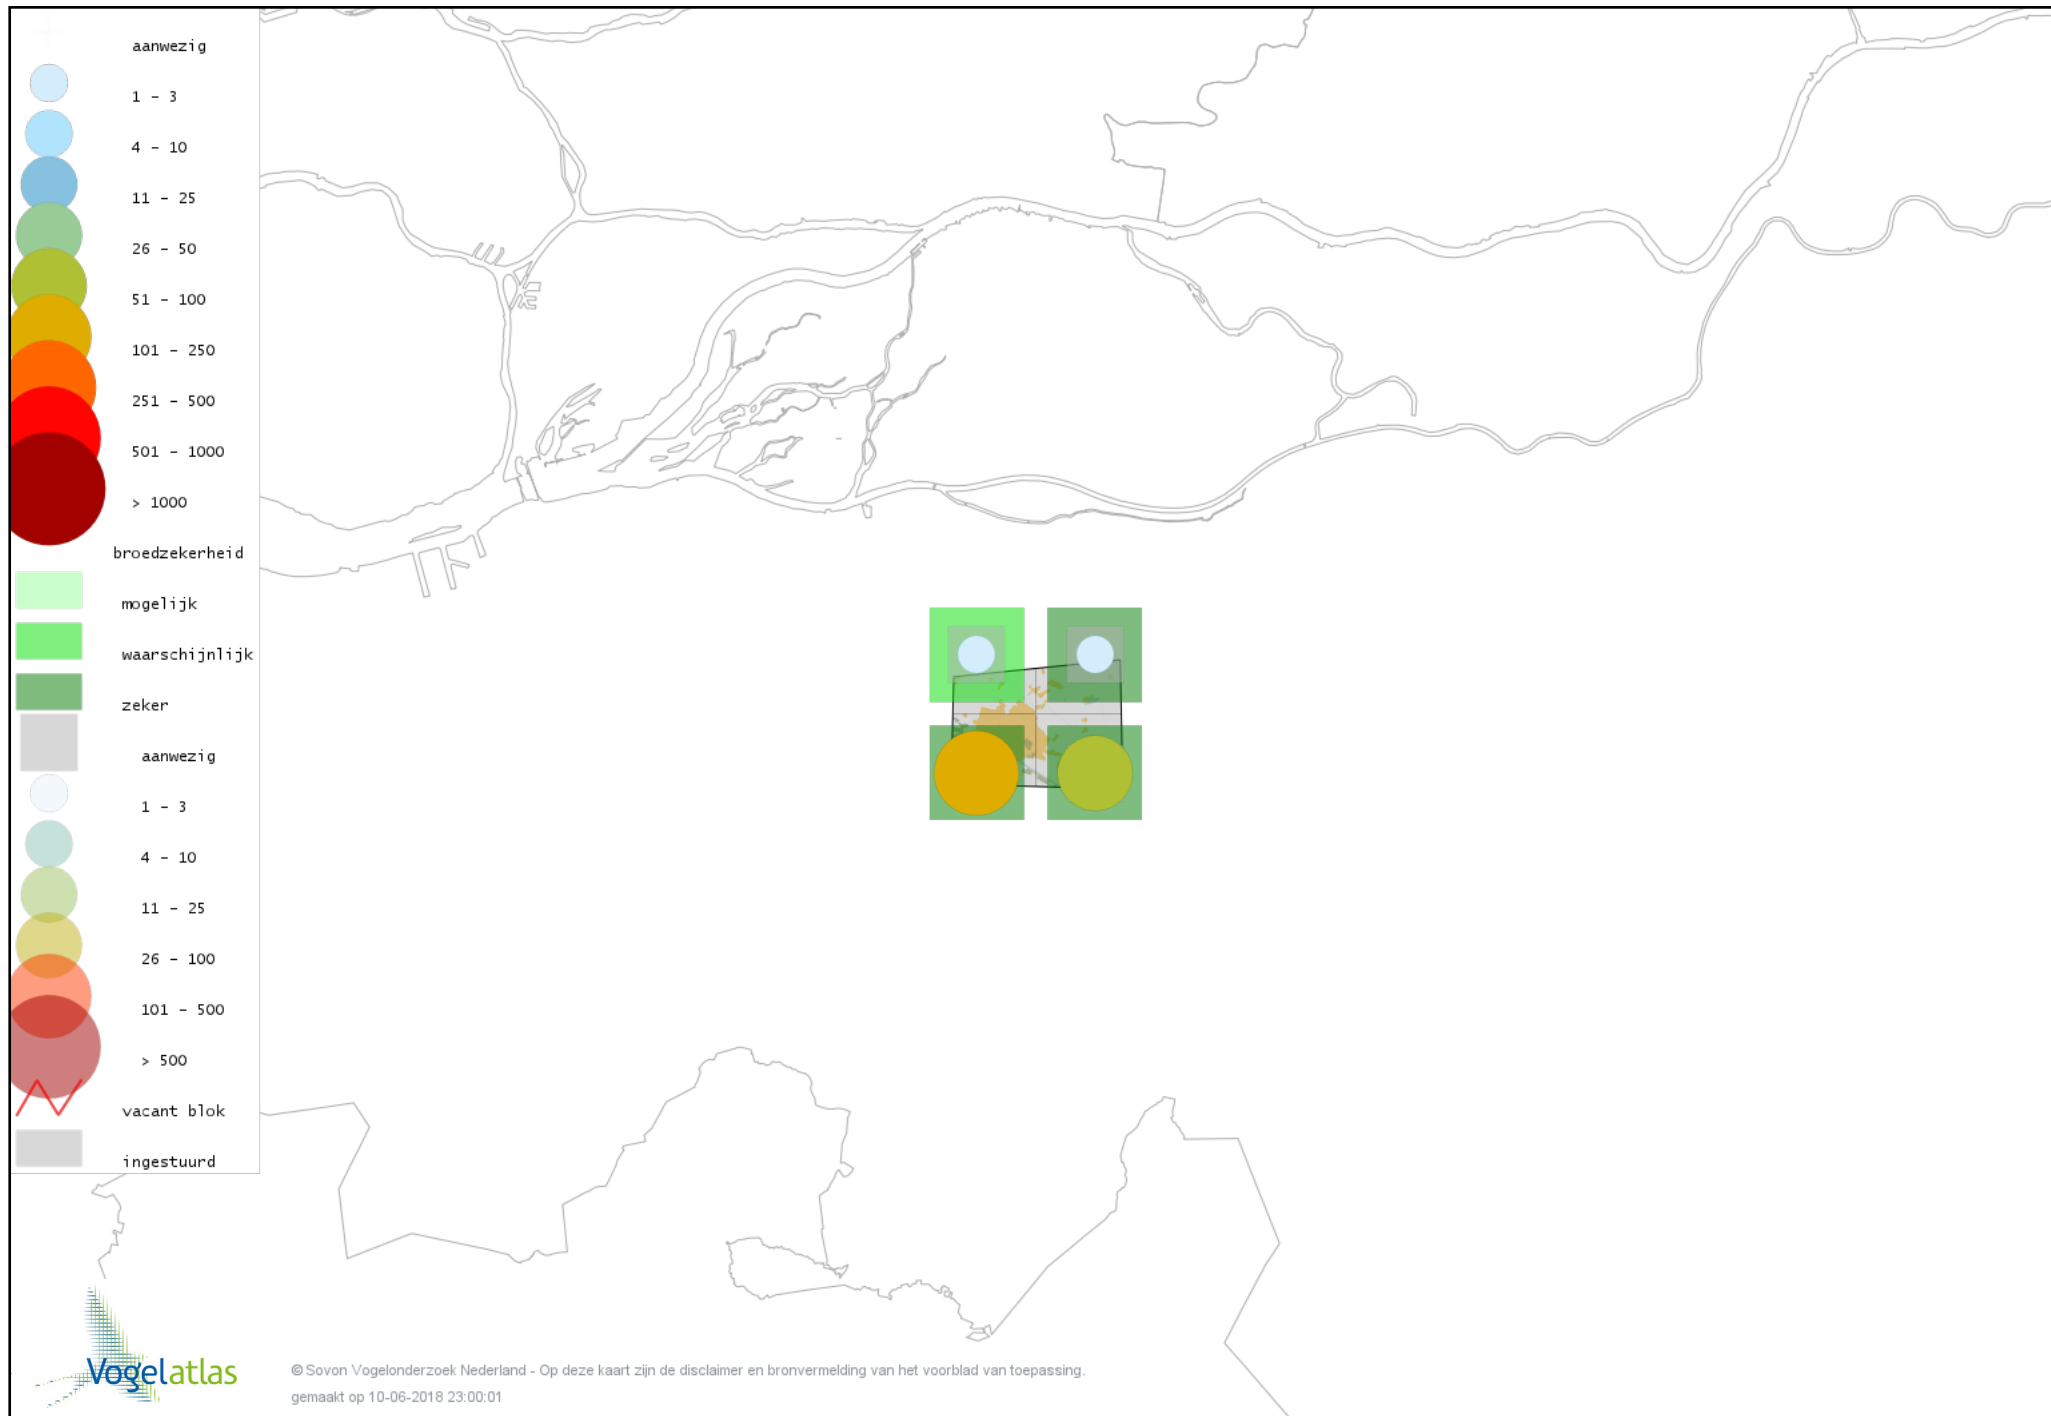 aanwezig
1 - 3
4 - 10
11 - 25
26 - 50
51 - 100
101 - 250
251 - 500
501 - 1000
> 1000
broedzekerheid
mogelijk
waarschijnlijk
zeker
aanwezig
1 - 3
4 - 10
11 - 25
26 - 100
101 - 500
> 500
vacant blok
ingestuurd
Vogelatlas
© Sovon Vogelonderzoek Nederland - Op deze kaart zijn de disclaimer en bronvermelding van het voorblad van toepassing.
gemaakt op 10-06-2018 23:00:01